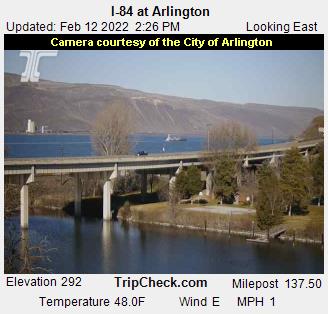 I-84 at Arlington
Updated: Feb 12 2022 2:26 PM Looking East
Camera courtesy of the City of Arlington
Elevation 292 TripCheck.com Milepost 137.50
Temperature 48.0F Wind E MPH 1